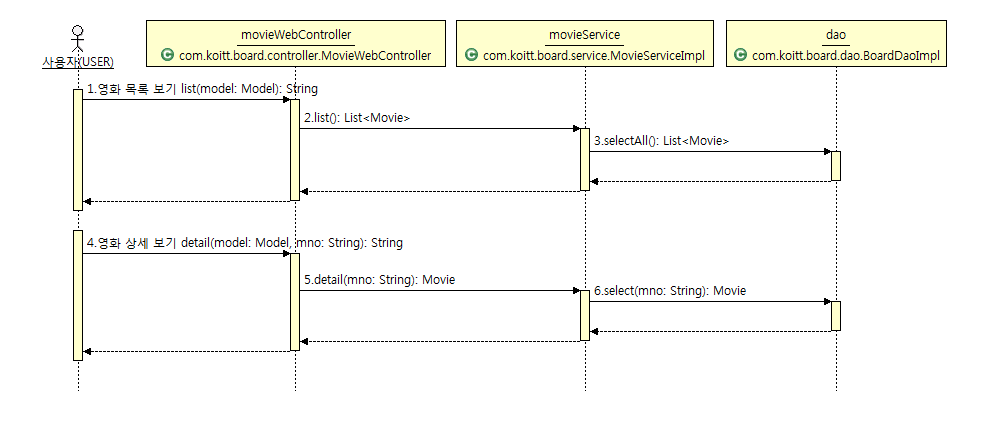 movieWebController
com.koitt.board.controller.MovieWebController
movieService
com.koitt.board.service.MovieServiceImpl
dao
com.koitt.board.dao.BoardDaoImpl
사용자(USER)
1.영화 목록 보기 list(model: Model): String
2.list(): List<Movie>
3.selectAll(): List<Movie>
4.영화 상세 보기 detail(model: Model, mno: String): String
5.detail(mno: String): Movie
6.select(mno: String): Movie